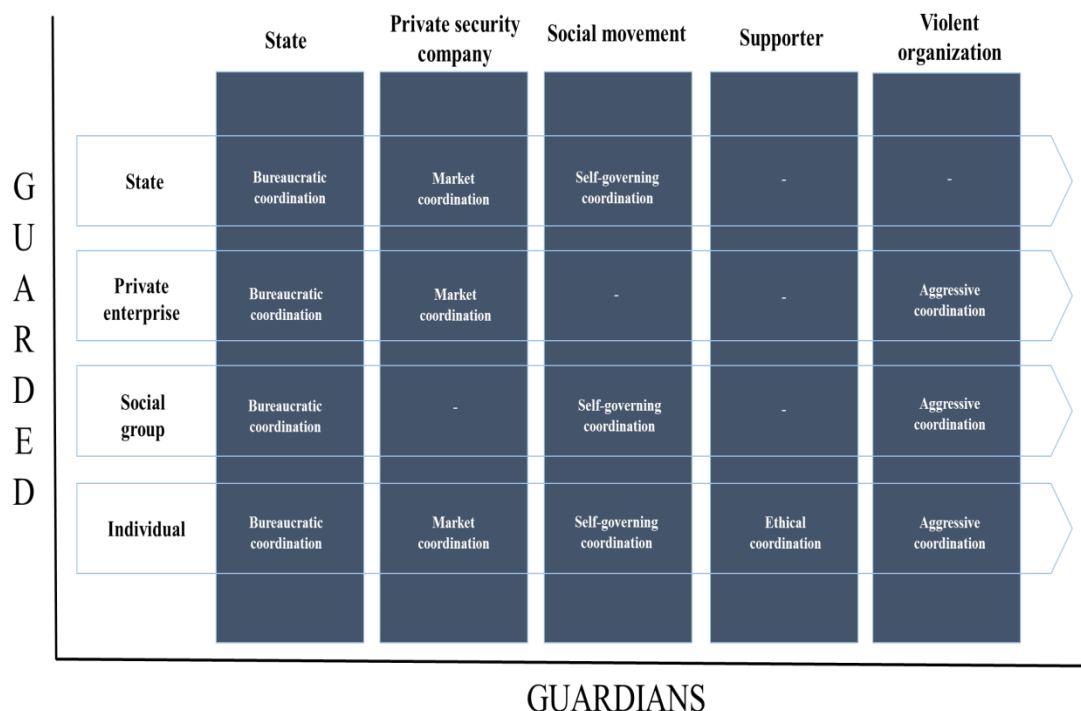 State
Private security
company
Social movement
Supporter
Violent
organization
GUARDED
State
Bureaucratic
coordination
Market
coordination
Self-governing
coordination
-
-
Private
enterprise
Bureaucratic
coordination
Market
coordination
-
-
Aggressive
coordination
Social
group
Bureaucratic
coordination
-
Self-governing
coordination
-
Aggressive
coordination
Individual
Bureaucratic
coordination
Market
coordination
Self-governing
coordination
Ethical
coordination
Aggressive
coordination
GUARDIANS